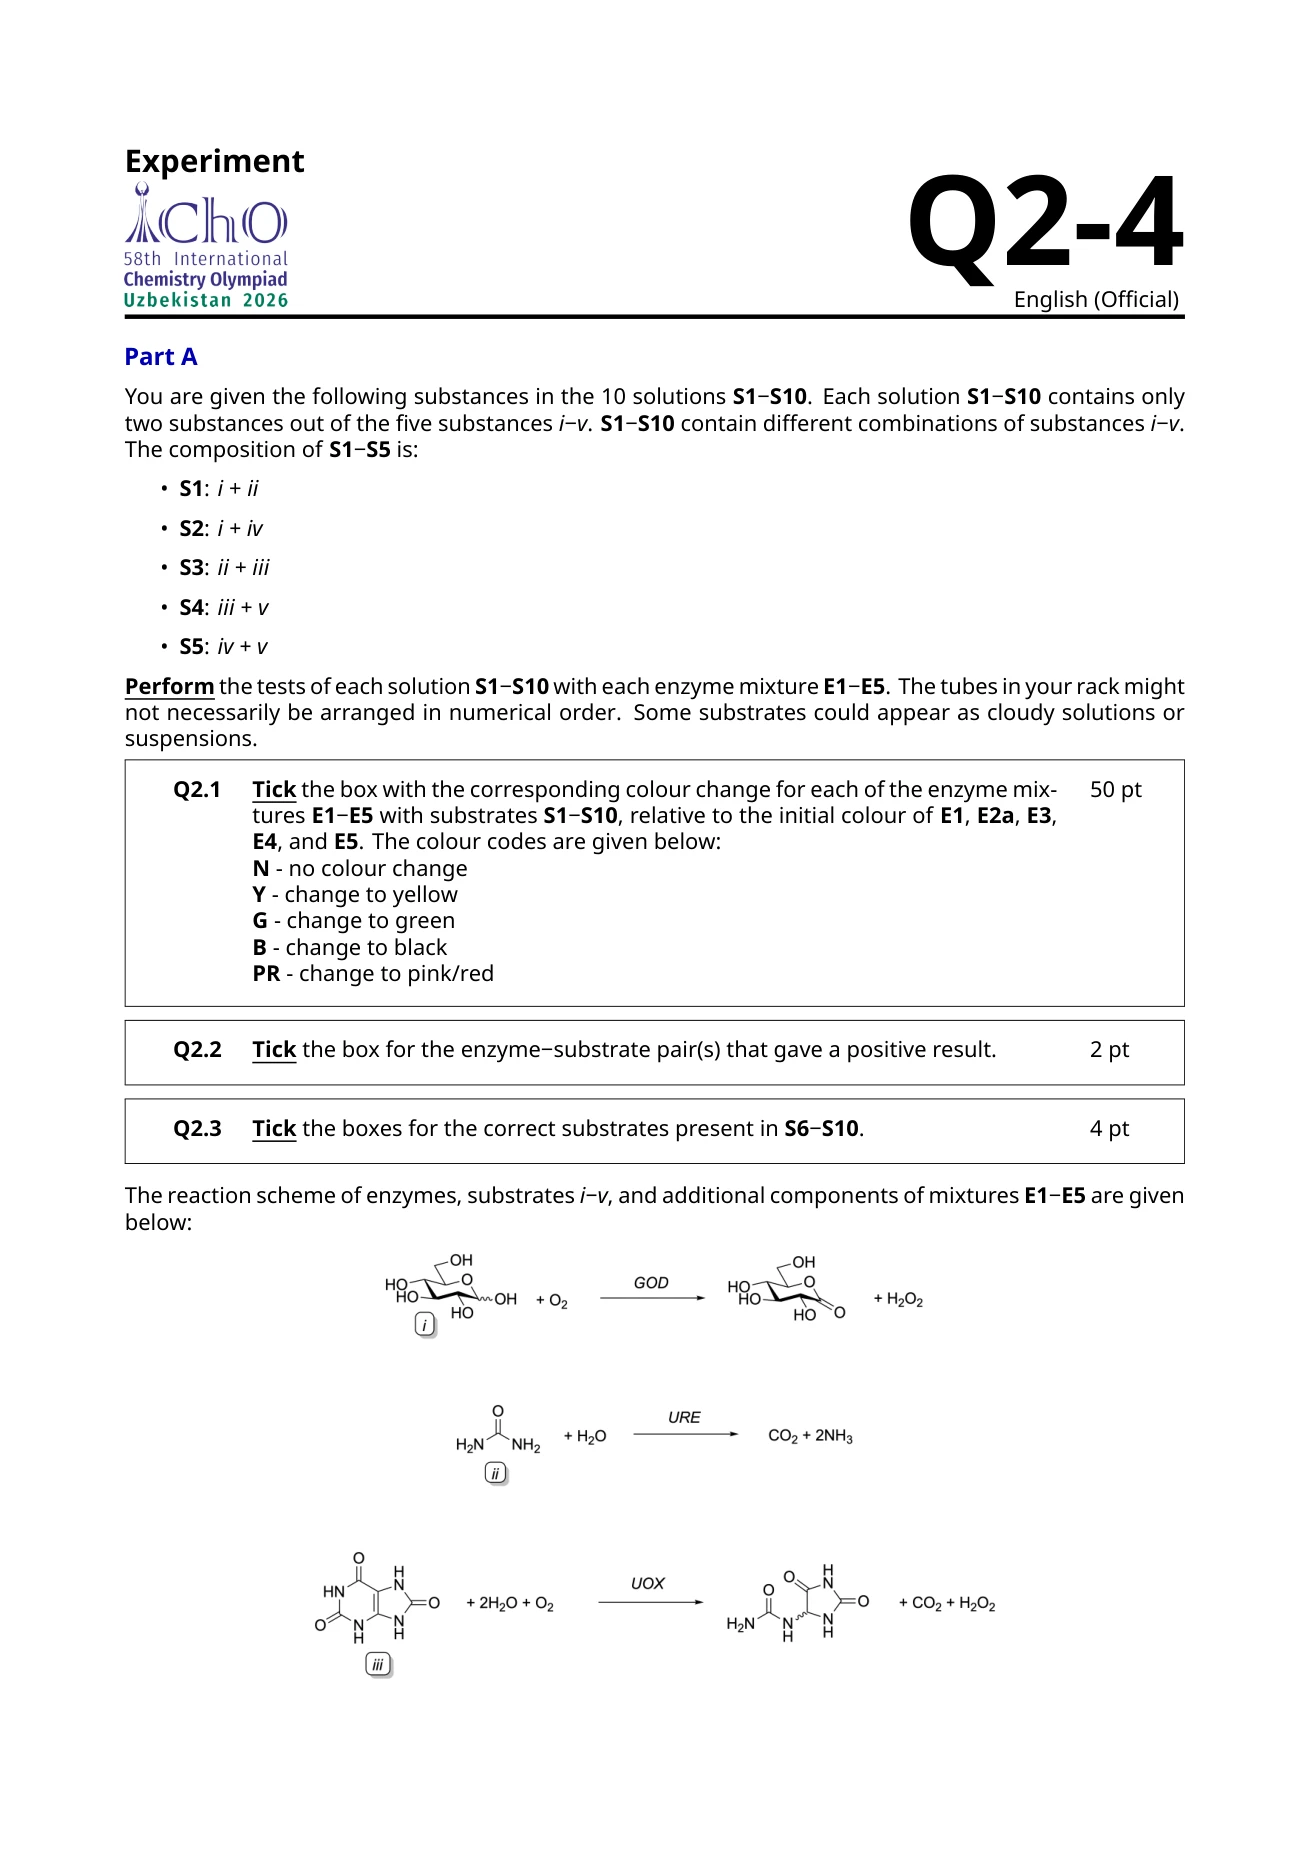 Experiment
IChO
58th International
Chemistry Olympiad
Uzbekistan 2026
Q2-4
English (Official)
Part A
You are given the following substances in the 10 solutions S1−S10. Each solution S1−S10 contains only
two substances out of the five substances i−v. S1−S10 contain different combinations of substances i−v.
The composition of S1−S5 is:
• S1: i + ii
• S2: i + iv
• S3: ii + iii
• S4: iii + v
• S5: iv + v
Perform the tests of each solution S1−S10 with each enzyme mixture E1−E5. The tubes in your rack might
not necessarily be arranged in numerical order. Some substrates could appear as cloudy solutions or
suspensions.
Q2.1 Tick the box with the corresponding colour change for each of the enzyme mix- 50 pt
tures E1−E5 with substrates S1−S10, relative to the initial colour of E1, E2a, E3,
E4, and E5. The colour codes are given below:
N - no colour change
Y - change to yellow
G - change to green
B - change to black
PR - change to pink/red
Q2.2 Tick the box for the enzyme−substrate pair(s) that gave a positive result. 2 pt
Q2.3 Tick the boxes for the correct substrates present in S6−S10. 4 pt
The reaction scheme of enzymes, substrates i−v, and additional components of mixtures E1−E5 are given
below:
OH
HO
HO
O
OH
HO
i
+ O2
GOD
OH
HO
HO
O
HO
O
+ H2O2
O
H2N
NH2
ii
+ H2O
URE
CO2 + 2NH3
O
HN
H
N
O
O
N
H
N
H
iii
+ 2H2O + O2
UOX
O
H
N
O
O
H2N
N
H
N
H
+ CO2 + H2O2